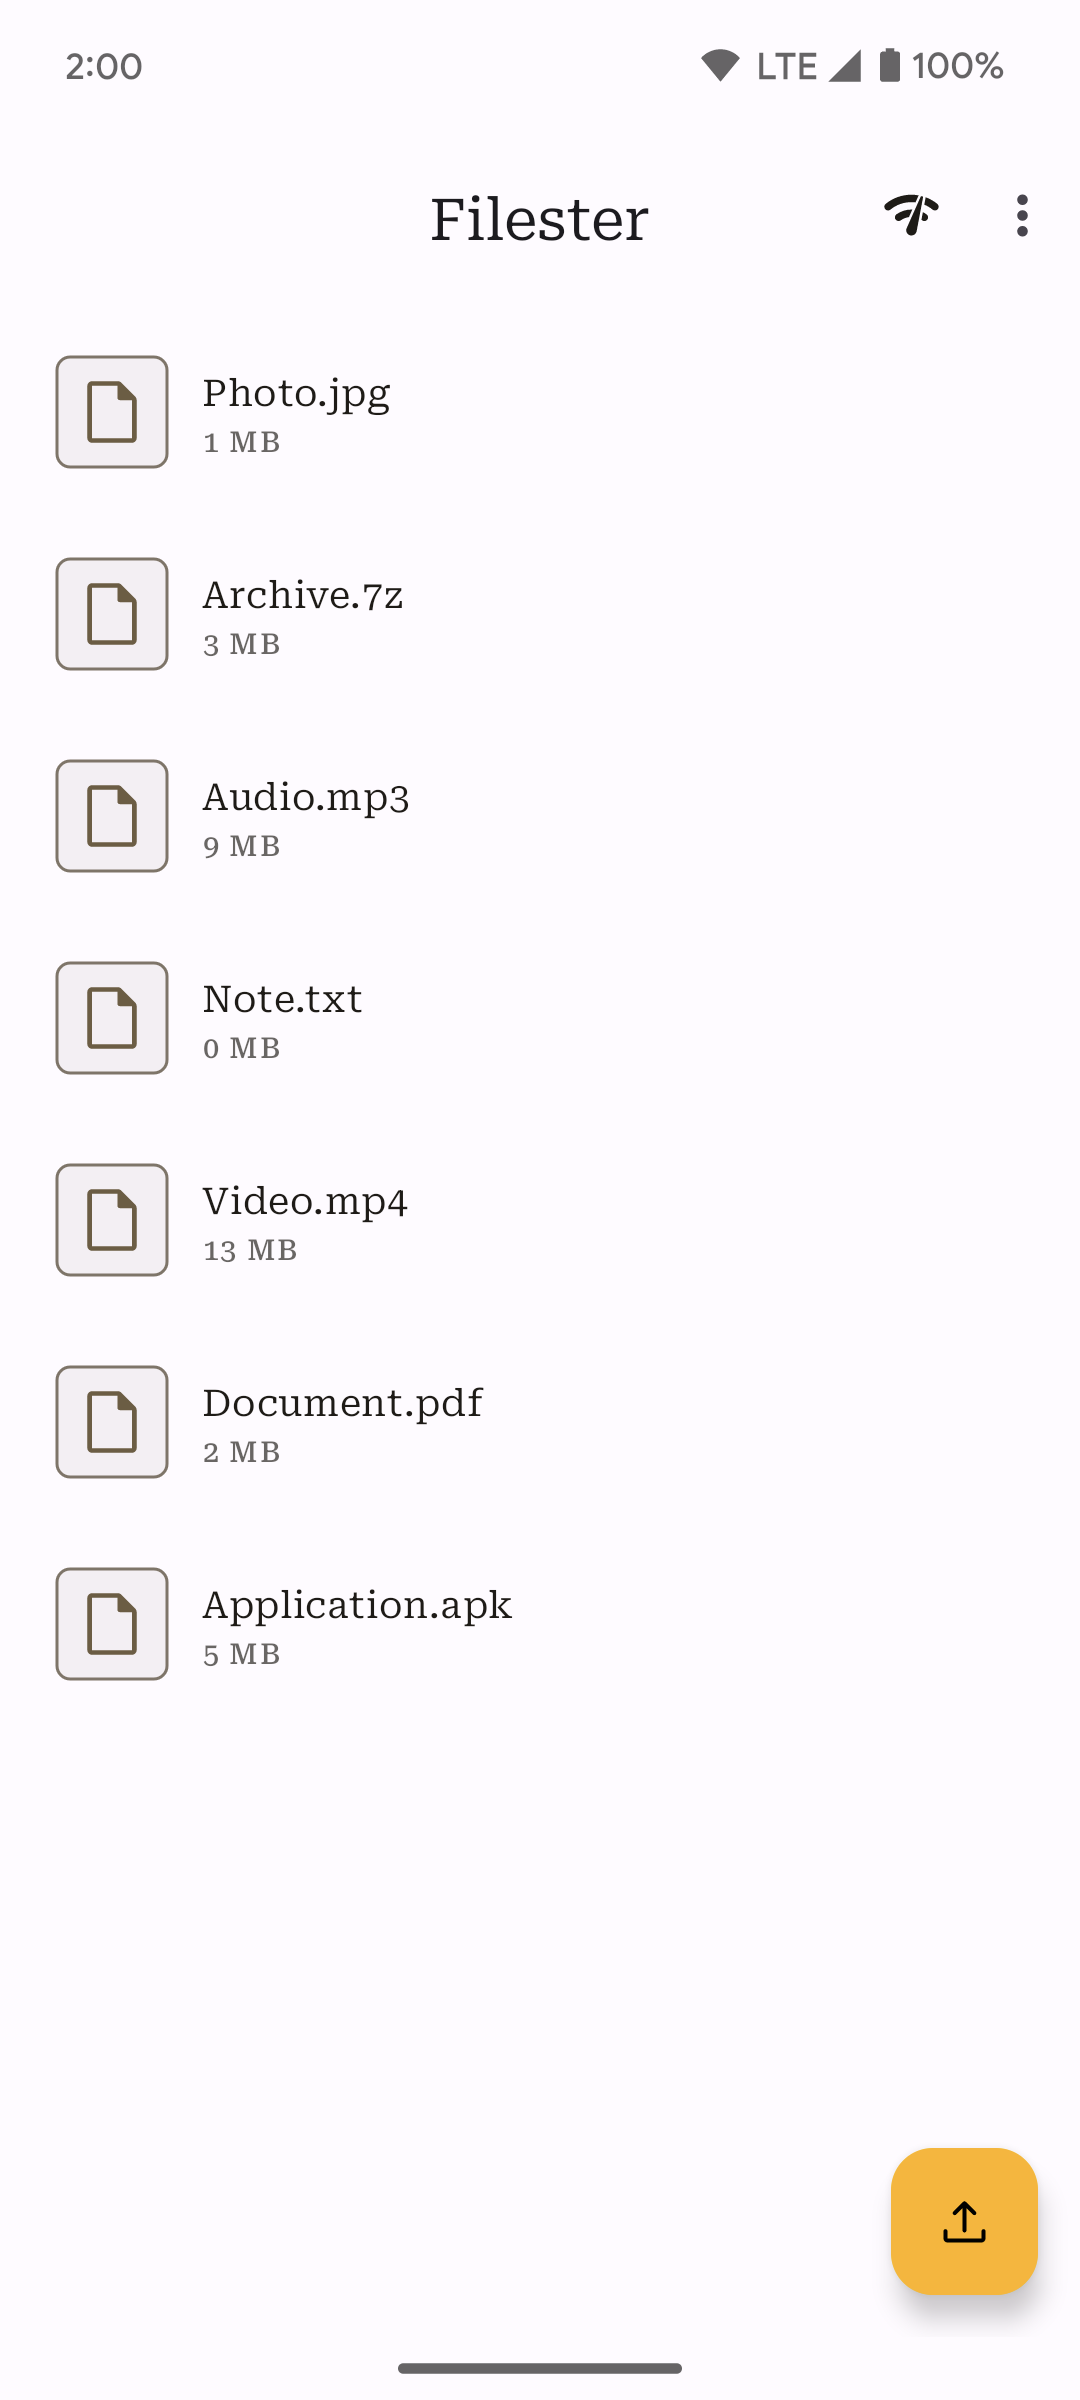 2:00 LTE 100%
Filester
Photo.jpg
1 MB
Archive.7z
3 MB
Audio.mp3
9 MB
Note.txt
0 MB
Video.mp4
13 MB
Document.pdf
2 MB
Application.apk
5 MB